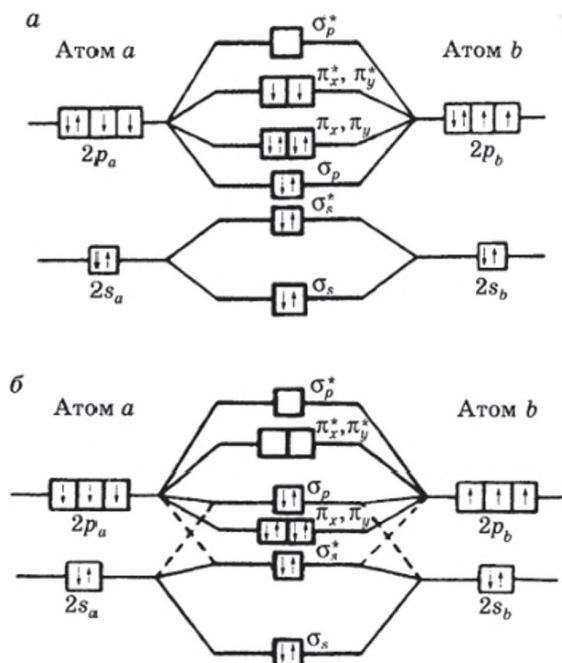 а
σ*p
Атом a
Атом b
π*x, π*y
πx, πy
2pa
2pb
σp
σ*s
2sa
2sb
σs
б
σ*p
Атом a
Атом b
π*x, π*y
σp
2pa
πx, πy
2pb
σ*s
2sa
2sb
σs